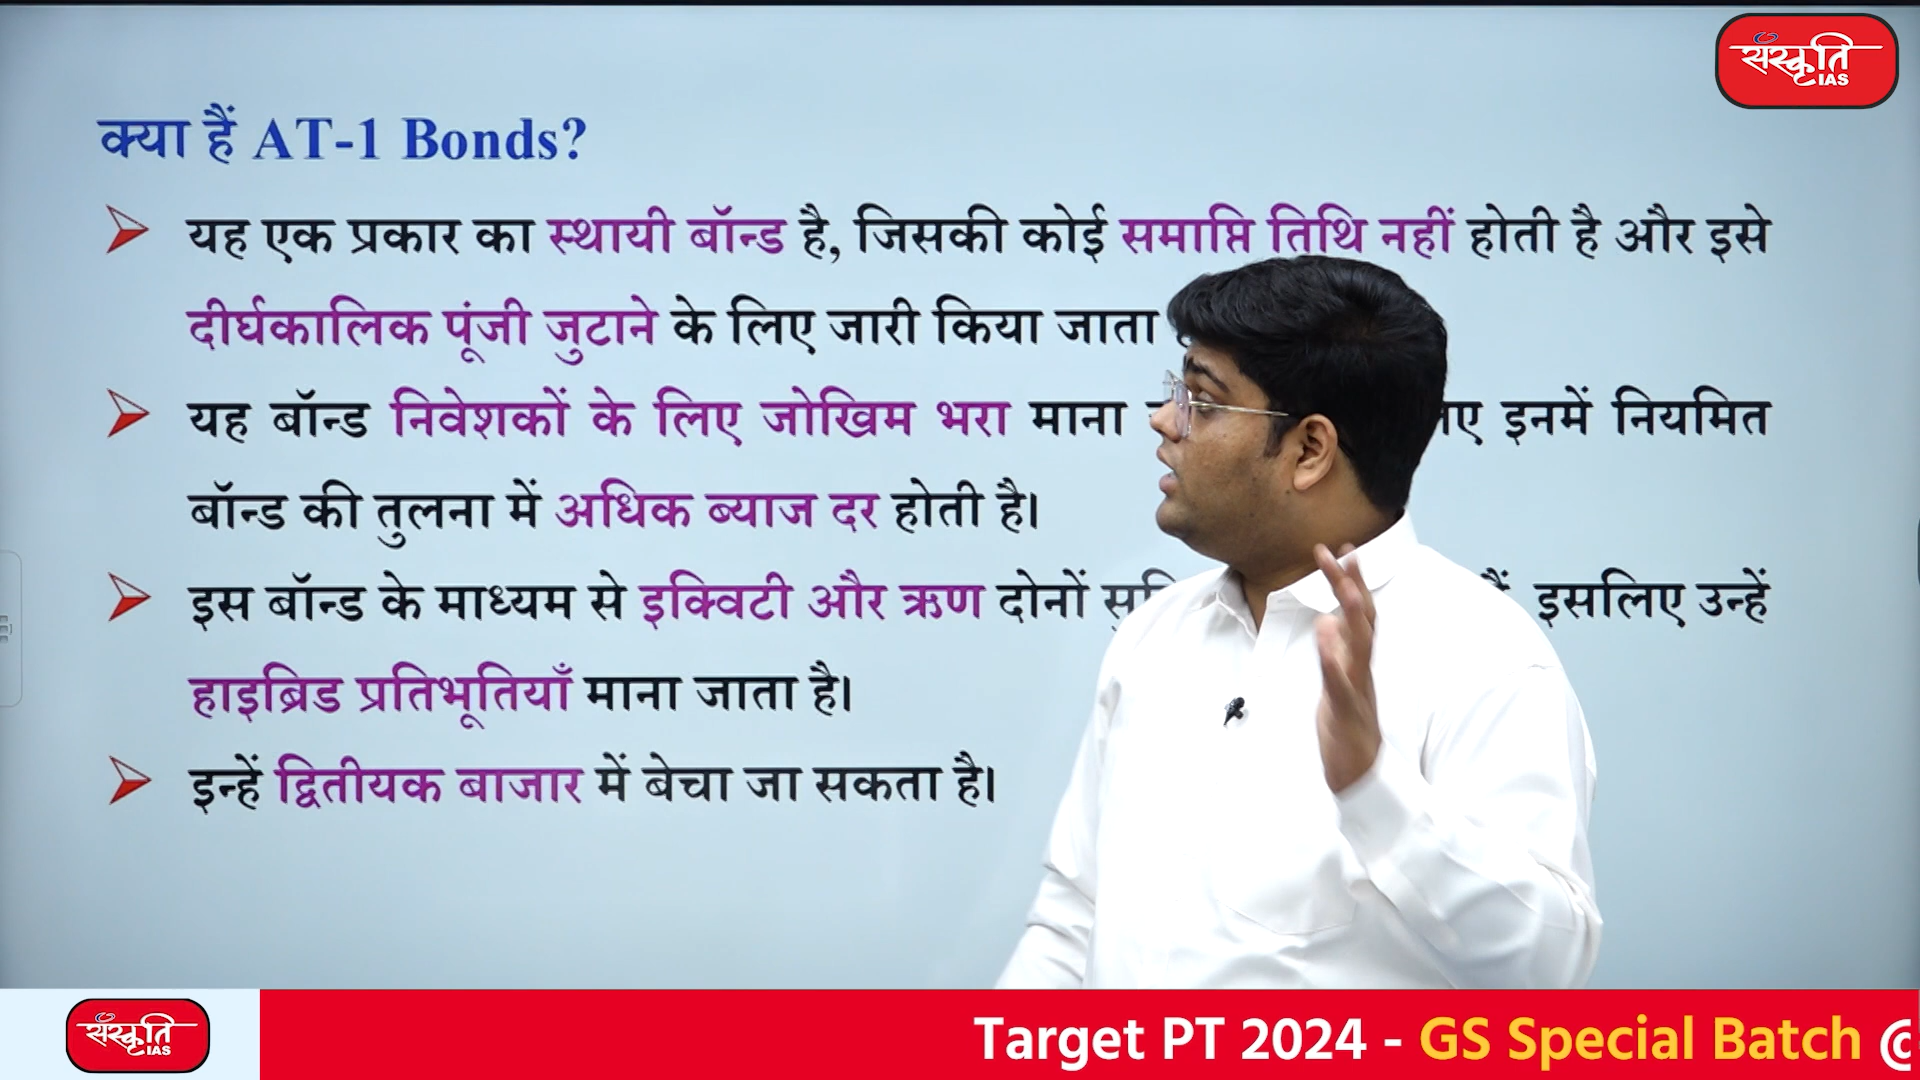 संस्कृति
IAS
क्या हैं AT-1 Bonds?
यह एक प्रकार का स्थायी बॉन्ड है, जिसकी कोई समाप्ति तिथि नहीं होती है और इसे
दीर्घकालिक पूंजी जुटाने के लिए जारी किया जाता
यह बॉन्ड निवेशकों के लिए जोखिम भरा माना इनमें नियमित
बॉन्ड की तुलना में अधिक ब्याज दर होती है।
इस बॉन्ड के माध्यम से इक्विटी और ऋण दोनों इसलिए उन्हें
हाइब्रिड प्रतिभूतियाँ माना जाता है।
इन्हें द्वितीयक बाजार में बेचा जा सकता है।
संस्कृति
IAS
Target PT 2024 - GS Special Batch